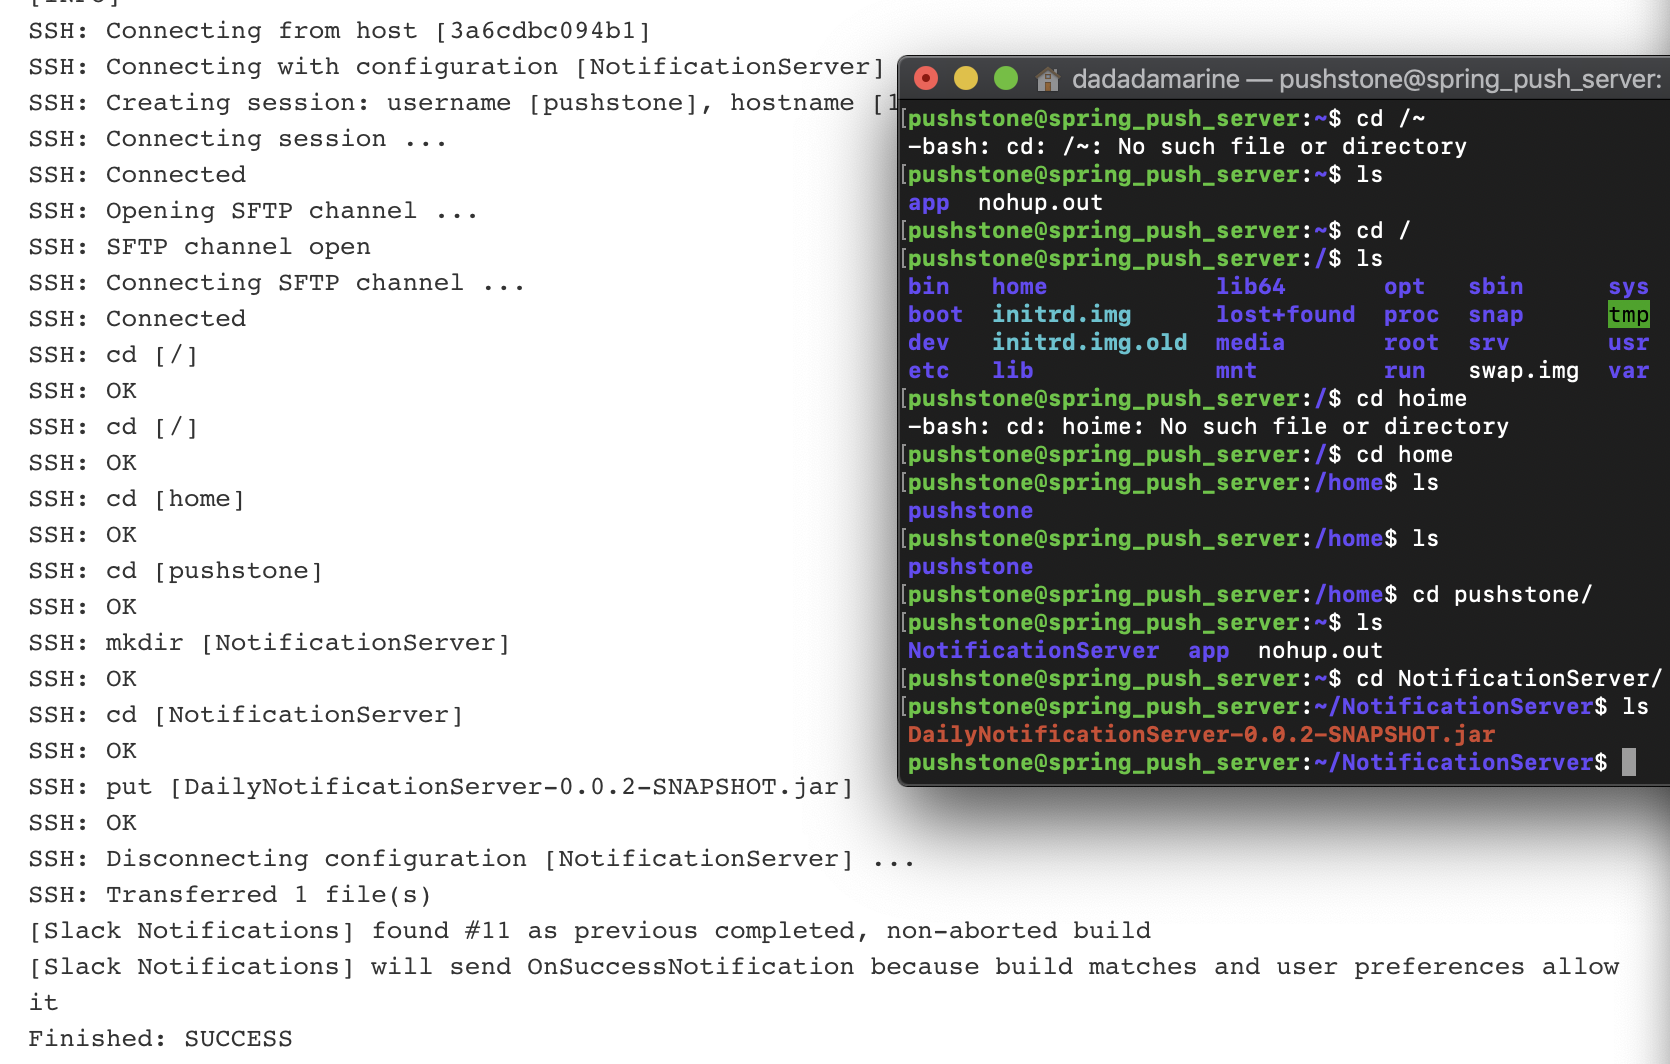 [INFO]
SSH: Connecting from host [3a6cdbc094b1]
SSH: Connecting with configuration [NotificationServer]
SSH: Creating session: username [pushstone], hostname [1
SSH: Connecting session ...
SSH: Connected
SSH: Opening SFTP channel ...
SSH: SFTP channel open
SSH: Connecting SFTP channel ...
SSH: Connected
SSH: cd [/]
SSH: OK
SSH: cd [/]
SSH: OK
SSH: cd [home]
SSH: OK
SSH: cd [pushstone]
SSH: OK
SSH: mkdir [NotificationServer]
SSH: OK
SSH: cd [NotificationServer]
SSH: OK
SSH: put [DailyNotificationServer-0.0.2-SNAPSHOT.jar]
SSH: OK
SSH: Disconnecting configuration [NotificationServer] ...
SSH: Transferred 1 file(s)
[Slack Notifications] found #11 as previous completed, non-aborted build
[Slack Notifications] will send OnSuccessNotification because build matches and user preferences allow
it
Finished: SUCCESS
dadadamarine — pushstone@spring_push_server:
[pushstone@spring_push_server:~$ cd /~
-bash: cd: /~: No such file or directory
[pushstone@spring_push_server:~$ ls
app nohup.out
[pushstone@spring_push_server:~$ cd /
[pushstone@spring_push_server:/$ ls
bin home lib64 opt sbin sys
boot initrd.img lost+found proc snap tmp
dev initrd.img.old media root srv usr
etc lib mnt run swap.img var
[pushstone@spring_push_server:/$ cd hoime
-bash: cd: hoime: No such file or directory
[pushstone@spring_push_server:/$ cd home
[pushstone@spring_push_server:/home$ ls
pushstone
[pushstone@spring_push_server:/home$ ls
pushstone
[pushstone@spring_push_server:/home$ cd pushstone/
[pushstone@spring_push_server:~$ ls
NotificationServer app nohup.out
[pushstone@spring_push_server:~$ cd NotificationServer/
[pushstone@spring_push_server:~/NotificationServer$ ls
DailyNotificationServer-0.0.2-SNAPSHOT.jar
pushstone@spring_push_server:~/NotificationServer$